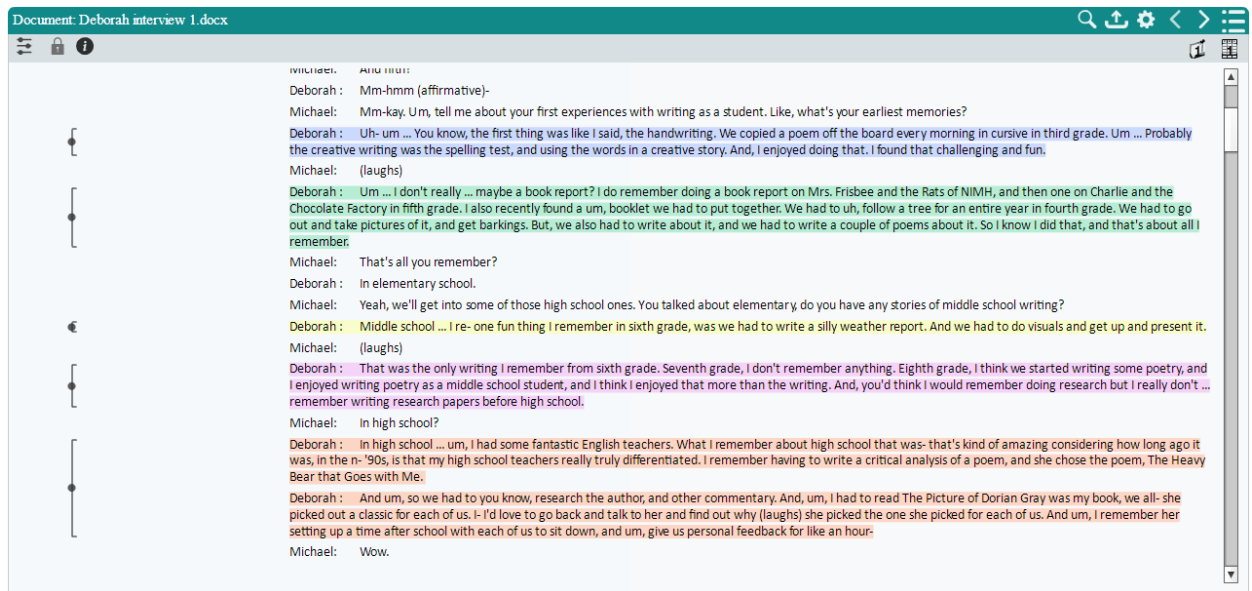 Document: Deborah interview 1.docx
Michael: And fifth?
Deborah : Mm-hmm (affirmative)-
Michael: Mm-kay. Um, tell me about your first experiences with writing as a student. Like, what's your earliest memories?
Deborah : Uh- um ... You know, the first thing was like I said, the handwriting. We copied a poem off the board every morning in cursive in third grade. Um ... Probably
the creative writing was the spelling test, and using the words in a creative story. And, I enjoyed doing that. I found that challenging and fun.
Michael: (laughs)
Deborah : Um ... I don't really ... maybe a book report? I do remember doing a book report on Mrs. Frisbee and the Rats of NIMH, and then one on Charlie and the
Chocolate Factory in fifth grade. I also recently found a um, booklet we had to put together. We had to uh, follow a tree for an entire year in fourth grade. We had to go
out and take pictures of it, and get barkings. But, we also had to write about it, and we had to write a couple of poems about it. So I know I did that, and that's about all I
remember.
Michael: That's all you remember?
Deborah : In elementary school.
Michael: Yeah, we'll get into some of those high school ones. You talked about elementary, do you have any stories of middle school writing?
Deborah : Middle school ... I re- one fun thing I remember in sixth grade, was we had to write a silly weather report. And we had to do visuals and get up and present it.
Michael: (laughs)
Deborah : That was the only writing I remember from sixth grade. Seventh grade, I don't remember anything. Eighth grade, I think we started writing some poetry, and
I enjoyed writing poetry as a middle school student, and I think I enjoyed that more than the writing. And, you'd think I would remember doing research but I really don't ...
remember writing research papers before high school.
Michael: In high school?
Deborah : In high school ... um, I had some fantastic English teachers. What I remember about high school that was- that's kind of amazing considering how long ago it
was, in the n- '90s, is that my high school teachers really truly differentiated. I remember having to write a critical analysis of a poem, and she chose the poem, The Heavy
Bear that Goes with Me.
Deborah : And um, so we had to you know, research the author, and other commentary. And, um, I had to read The Picture of Dorian Gray was my book, we all- she
picked out a classic for each of us. I- I'd love to go back and talk to her and find out why (laughs) she picked the one she picked for each of us. And um, I remember her
setting up a time after school with each of us to sit down, and um, give us personal feedback for like an hour-
Michael: Wow.